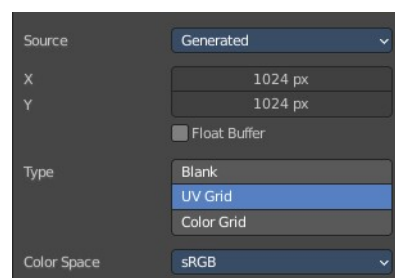 Source Generated
X 1024 px
Y 1024 px
Float Buffer
Type Blank
UV Grid
Color Grid
Color Space sRGB